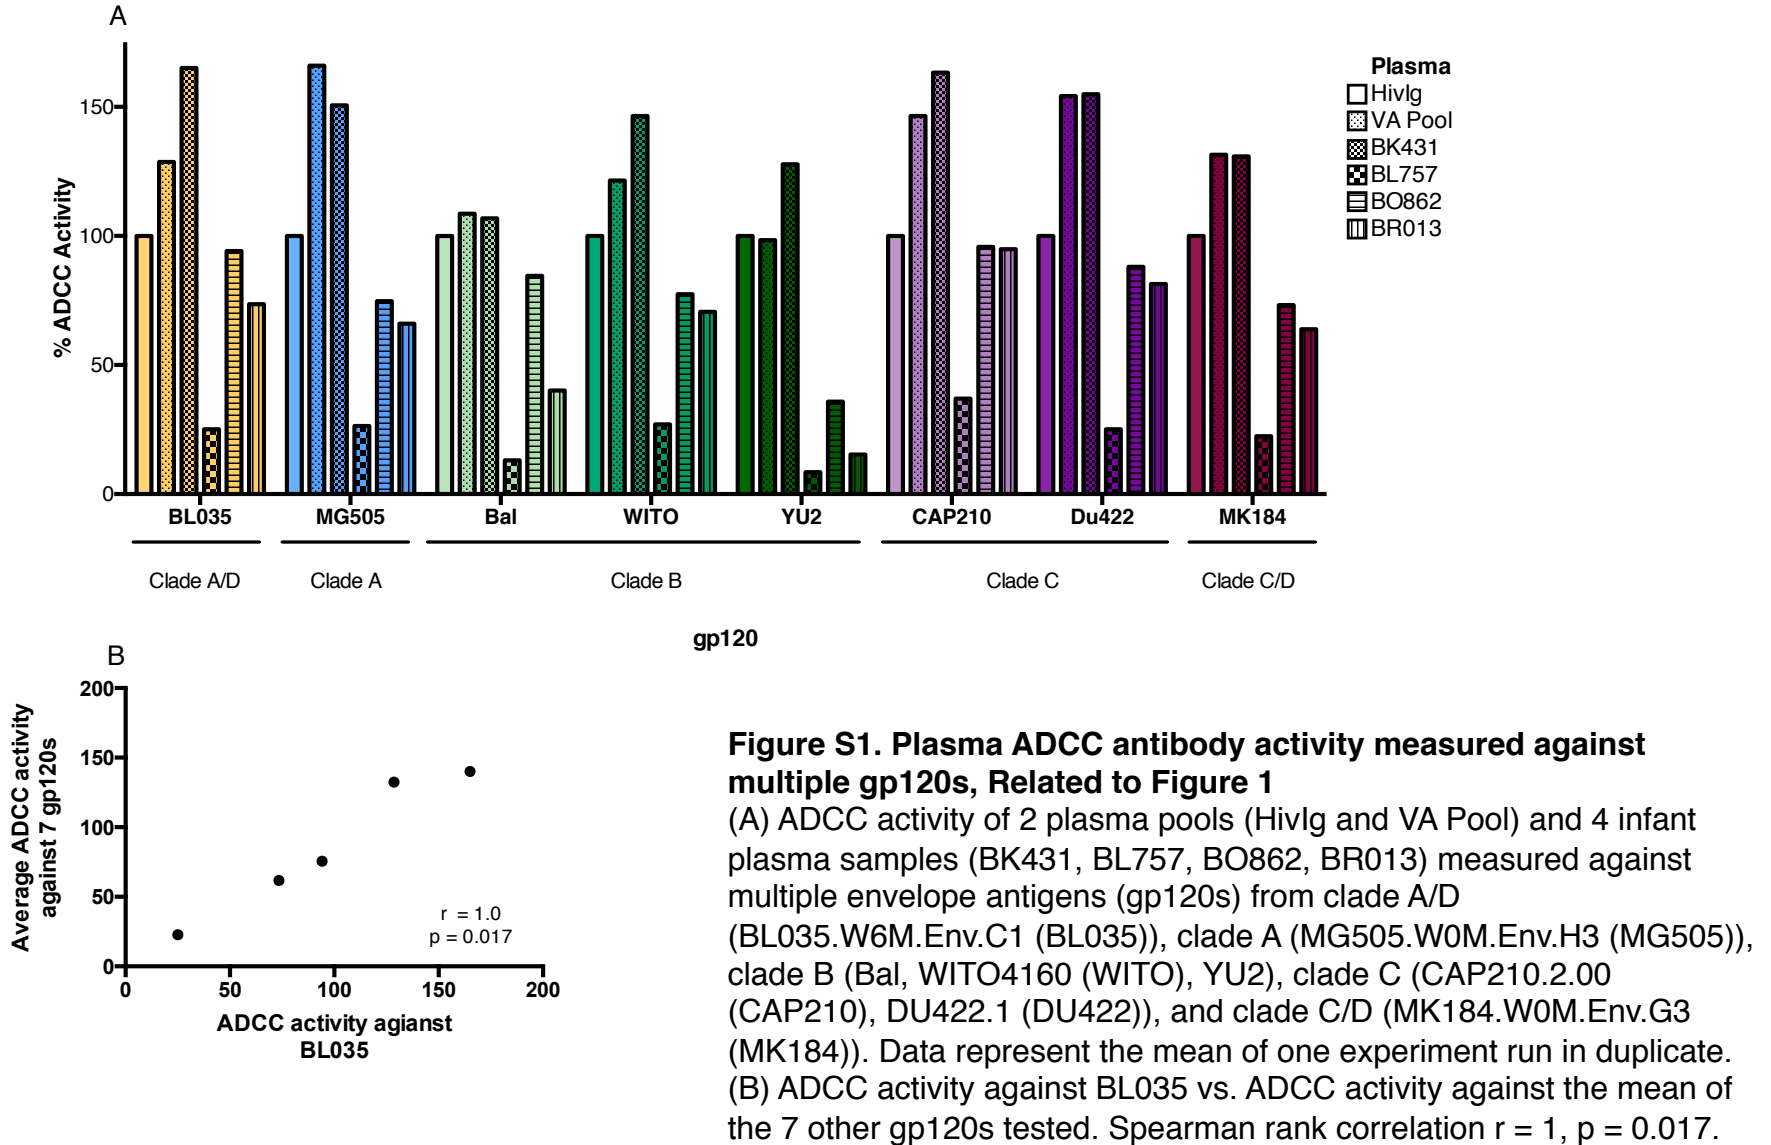 A
% ADCC Activity
150
100
50
0
BL035 MG505 Bal WITO YU2 CAP210 Du422 MK184
Clade A/D Clade A Clade B Clade C Clade C/D
gp120
Plasma
HivIg
VA Pool
BK431
BL757
BO862
BR013
B
Average ADCC activity
against 7 gp120s
200
150
100
50
0
r = 1.0
p = 0.017
0 50 100 150 200
ADCC activity agianst
BL035
Figure S1. Plasma ADCC antibody activity measured against
multiple gp120s, Related to Figure 1
(A) ADCC activity of 2 plasma pools (HivIg and VA Pool) and 4 infant
plasma samples (BK431, BL757, BO862, BR013) measured against
multiple envelope antigens (gp120s) from clade A/D
(BL035.W6M.Env.C1 (BL035)), clade A (MG505.W0M.Env.H3 (MG505)),
clade B (Bal, WITO4160 (WITO), YU2), clade C (CAP210.2.00
(CAP210), DU422.1 (DU422)), and clade C/D (MK184.W0M.Env.G3
(MK184)). Data represent the mean of one experiment run in duplicate.
(B) ADCC activity against BL035 vs. ADCC activity against the mean of
the 7 other gp120s tested. Spearman rank correlation r = 1, p = 0.017.